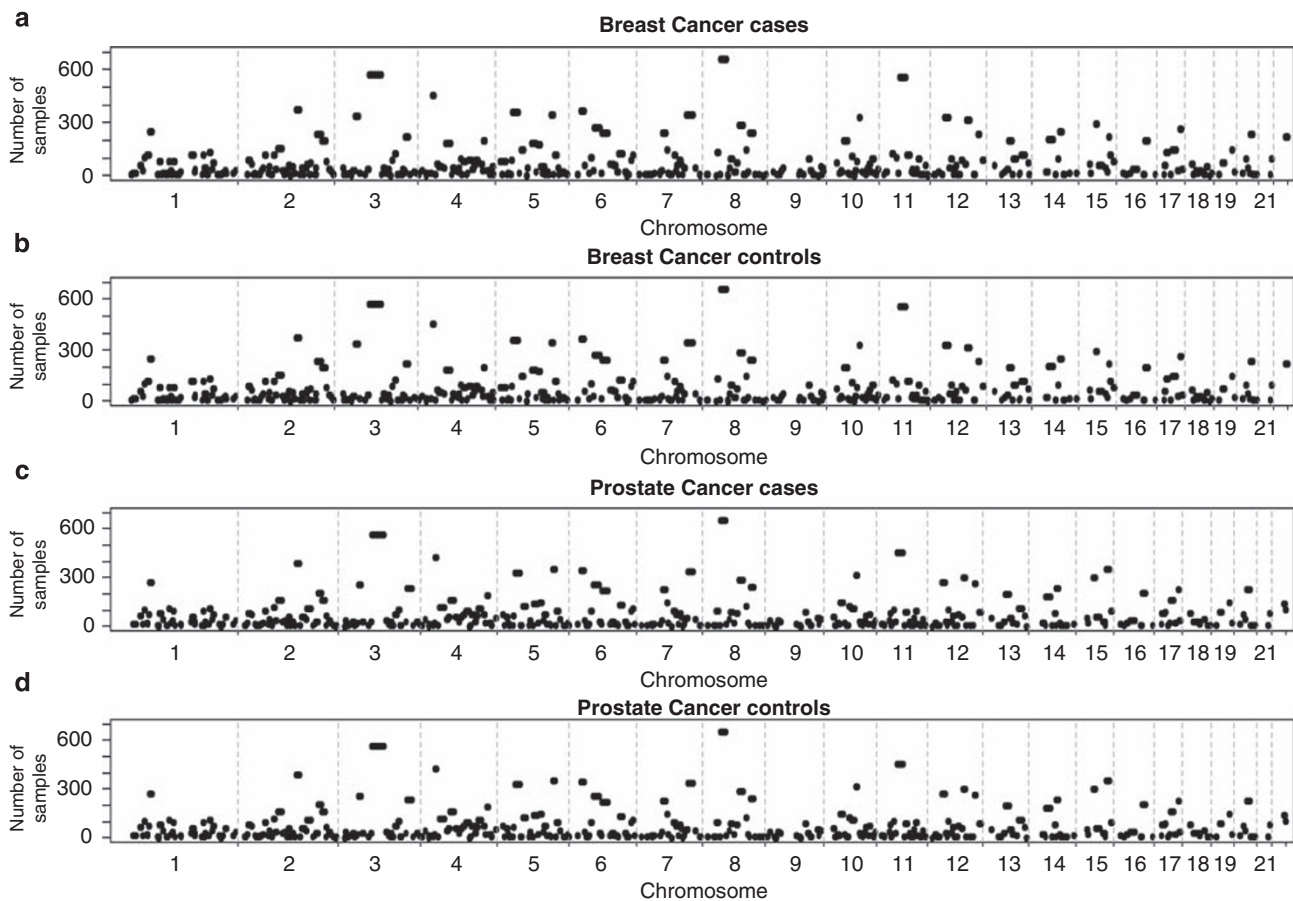 a
Breast Cancer cases
Number of
samples
600
300
0
1 2 3 4 5 6 7 8 9 10 11 12 13 14 15 16 17 18 19 21
Chromosome
b
Breast Cancer controls
Number of
samples
600
300
0
1 2 3 4 5 6 7 8 9 10 11 12 13 14 15 16 17 18 19 21
Chromosome
c
Prostate Cancer cases
Number of
samples
600
300
0
1 2 3 4 5 6 7 8 9 10 11 12 13 14 15 16 17 18 19 21
Chromosome
d
Prostate Cancer controls
Number of
samples
600
300
0
1 2 3 4 5 6 7 8 9 10 11 12 13 14 15 16 17 18 19 21
Chromosome